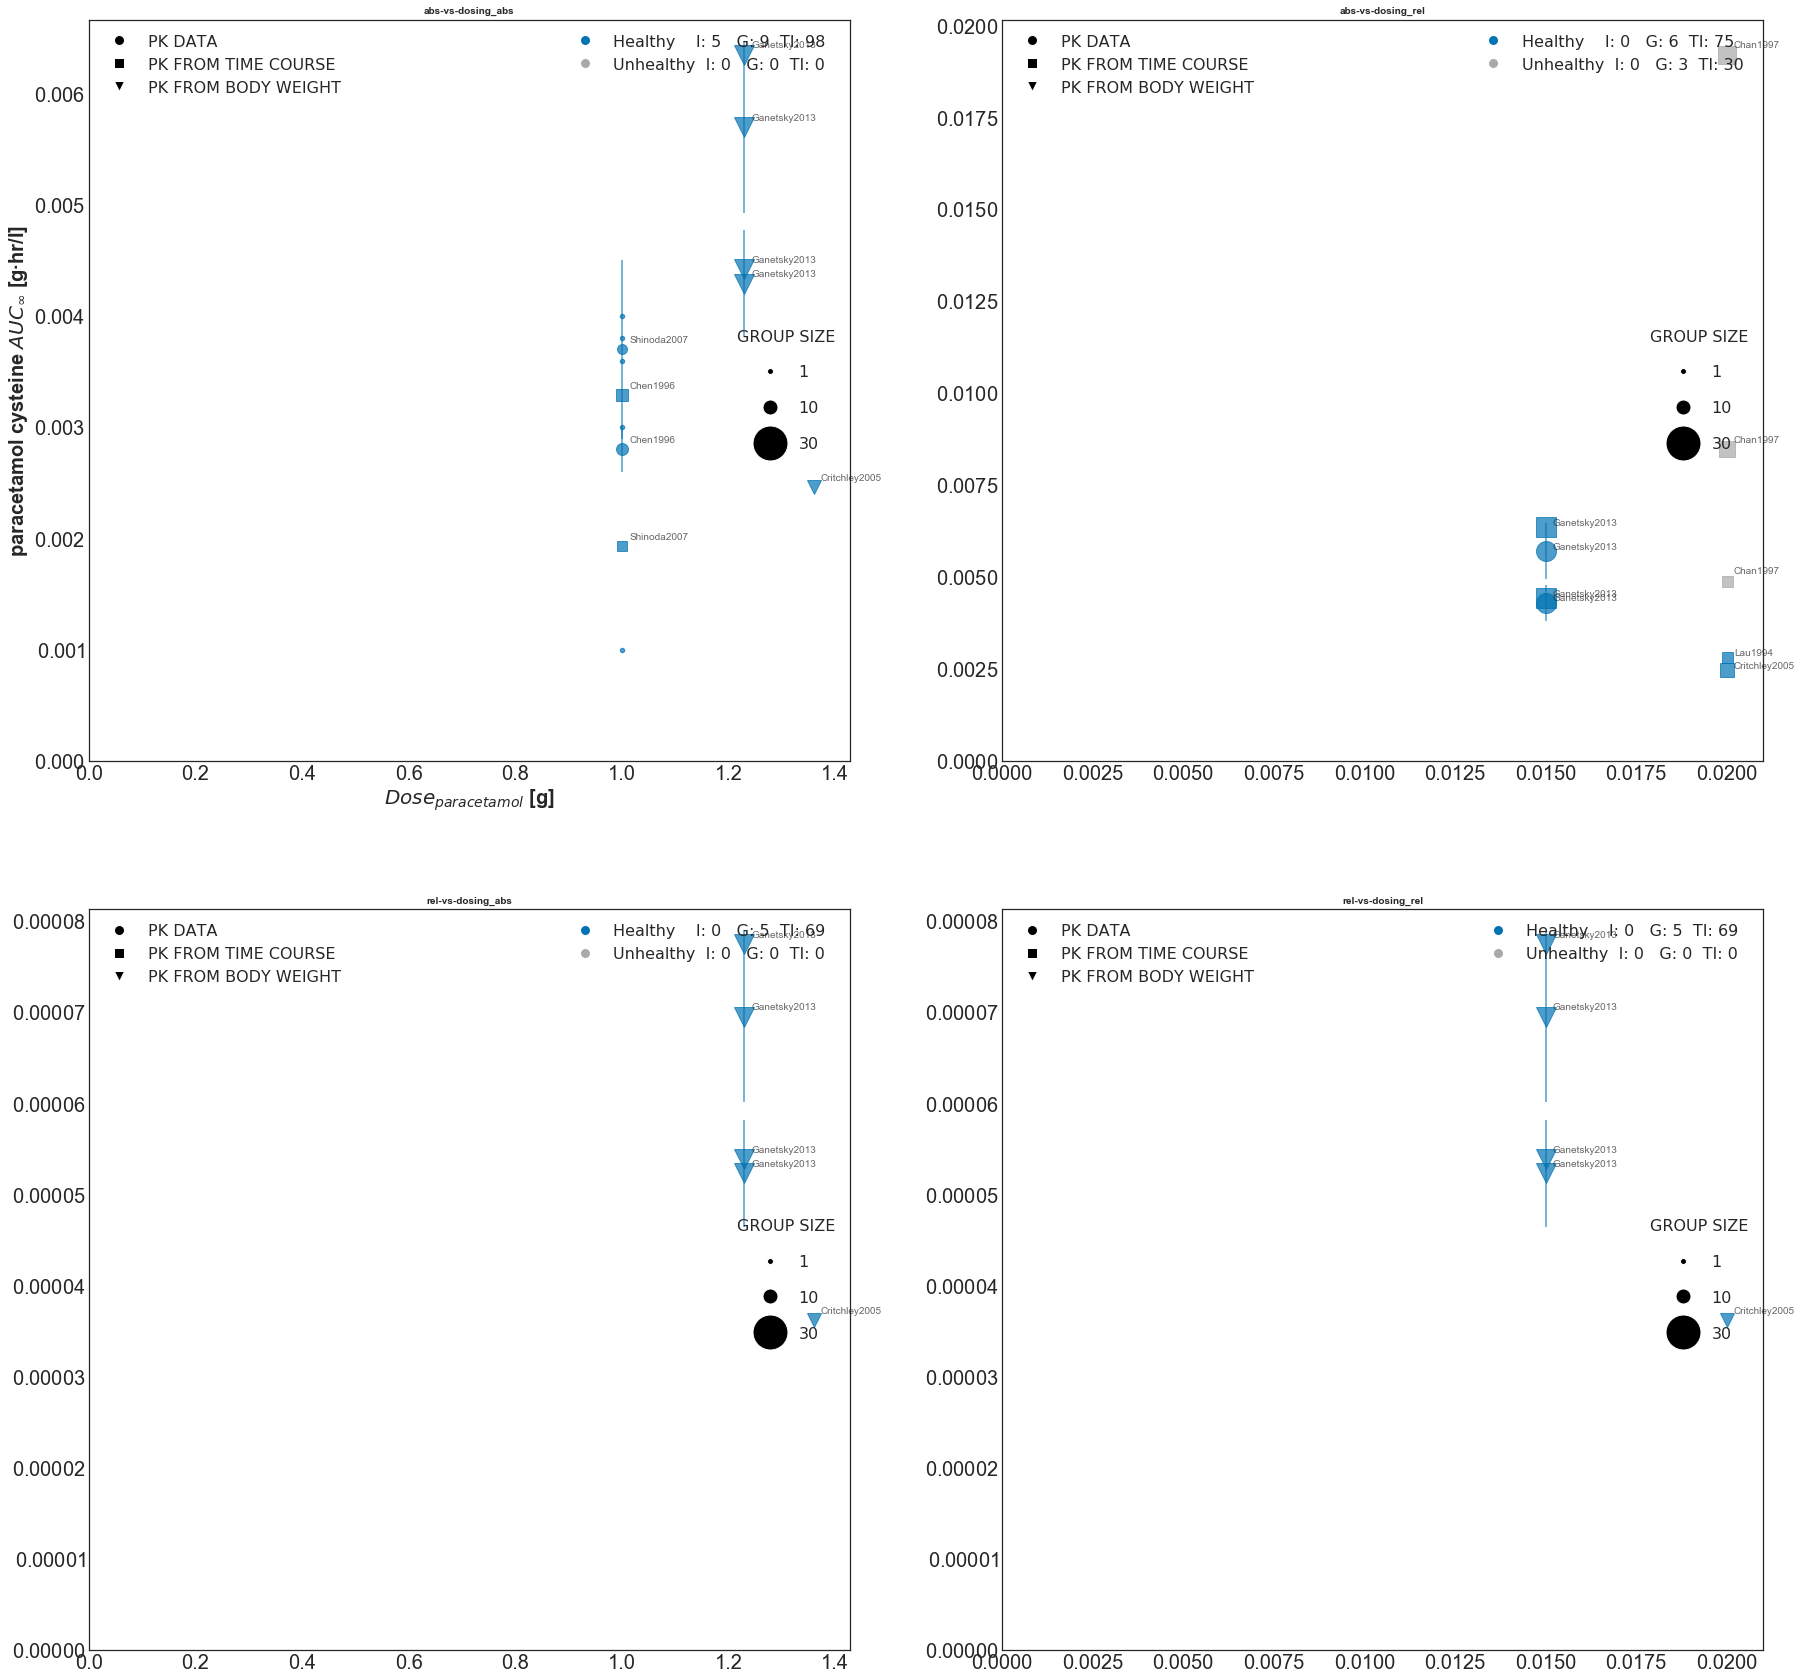 abs-vs-dosing_abs
PK DATA
PK FROM TIME COURSE
PK FROM BODY WEIGHT
Healthy I: 5 G: 9 TI: 98
Unhealthy I: 0 G: 0 TI: 0
Ganetsky2013
Ganetsky2013
Ganetsky2013
Ganetsky2013
Shinoda2007
Chen1996
Chen1996
Critchley2005
Shinoda2007
GROUP SIZE
1
10
30
0.006
0.005
0.004
0.003
0.002
0.001
0.000
paracetamol cysteine AUC∞ [g·hr/l]
0.0 0.2 0.4 0.6 0.8 1.0 1.2 1.4
Dose paracetamol [g]
abs-vs-dosing_rel
PK DATA
PK FROM TIME COURSE
PK FROM BODY WEIGHT
Healthy I: 0 G: 6 TI: 75
Unhealthy I: 0 G: 3 TI: 30
Chan1997
Chan1997
Ganetsky2013
Ganetsky2013
Chan1997
Ganetsky2013
Ganetsky2013
Lau1994
Critchley2005
GROUP SIZE
1
10
30
0.0200
0.0175
0.0150
0.0125
0.0100
0.0075
0.0050
0.0025
0.0000
0.0000 0.0025 0.0050 0.0075 0.0100 0.0125 0.0150 0.0175 0.0200
rel-vs-dosing_abs
PK DATA
PK FROM TIME COURSE
PK FROM BODY WEIGHT
Healthy I: 0 G: 5 TI: 69
Unhealthy I: 0 G: 0 TI: 0
Ganetsky2013
Ganetsky2013
Ganetsky2013
Ganetsky2013
Critchley2005
GROUP SIZE
1
10
30
0.00008
0.00007
0.00006
0.00005
0.00004
0.00003
0.00002
0.00001
0.00000
0.0 0.2 0.4 0.6 0.8 1.0 1.2 1.4
rel-vs-dosing_rel
PK DATA
PK FROM TIME COURSE
PK FROM BODY WEIGHT
Healthy I: 0 G: 5 TI: 69
Unhealthy I: 0 G: 0 TI: 0
Ganetsky2013
Ganetsky2013
Ganetsky2013
Ganetsky2013
Critchley2005
GROUP SIZE
1
10
30
0.00008
0.00007
0.00006
0.00005
0.00004
0.00003
0.00002
0.00001
0.00000
0.0000 0.0025 0.0050 0.0075 0.0100 0.0125 0.0150 0.0175 0.0200